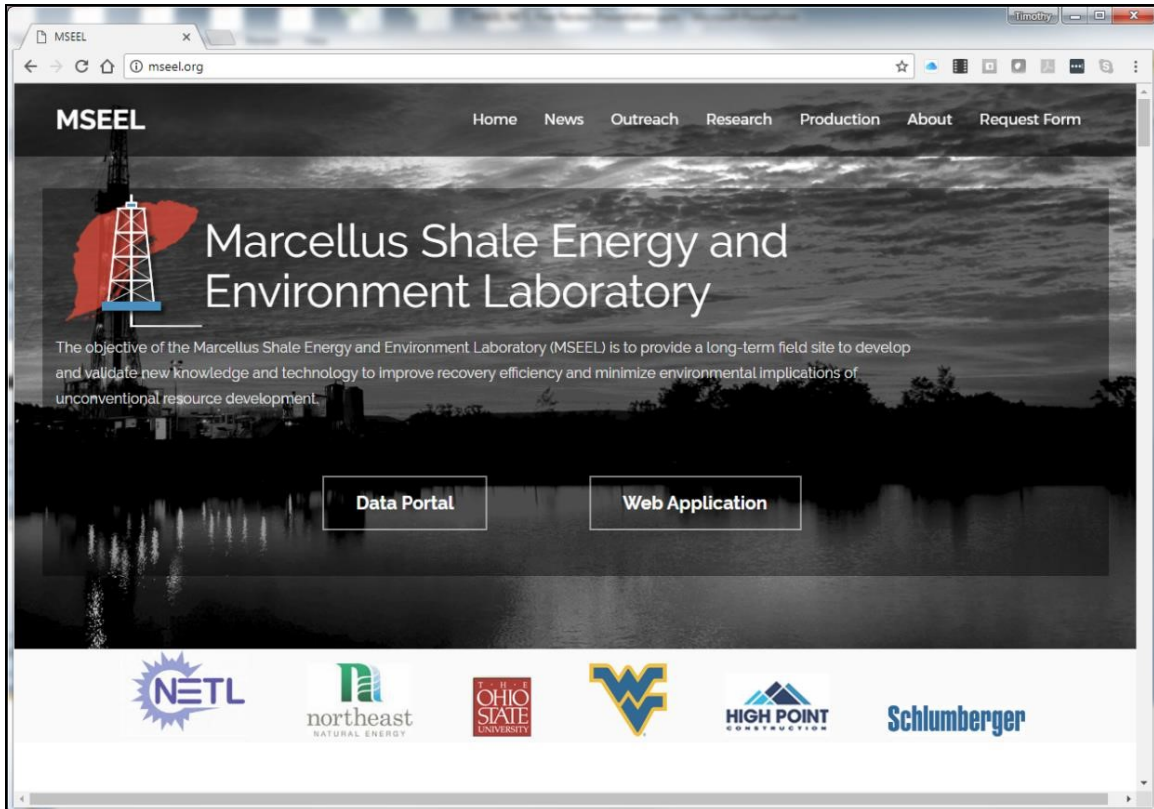 Timothy
MSEEL
mseel.org
MSEEL
Home News Outreach Research Production About Request Form
Marcellus Shale Energy and
Environment Laboratory
The objective of the Marcellus Shale Energy and Environment Laboratory (MSEEL) is to provide a long-term field site to develop
and validate new knowledge and technology to improve recovery efficiency and minimize environmental implications of
unconventional resource development.
Data Portal Web Application
NETL
northeast
NATURAL ENERGY
T · H · E
OHIO
STATE
UNIVERSITY
WV
HIGH POINT
CONSTRUCTION
Schlumberger